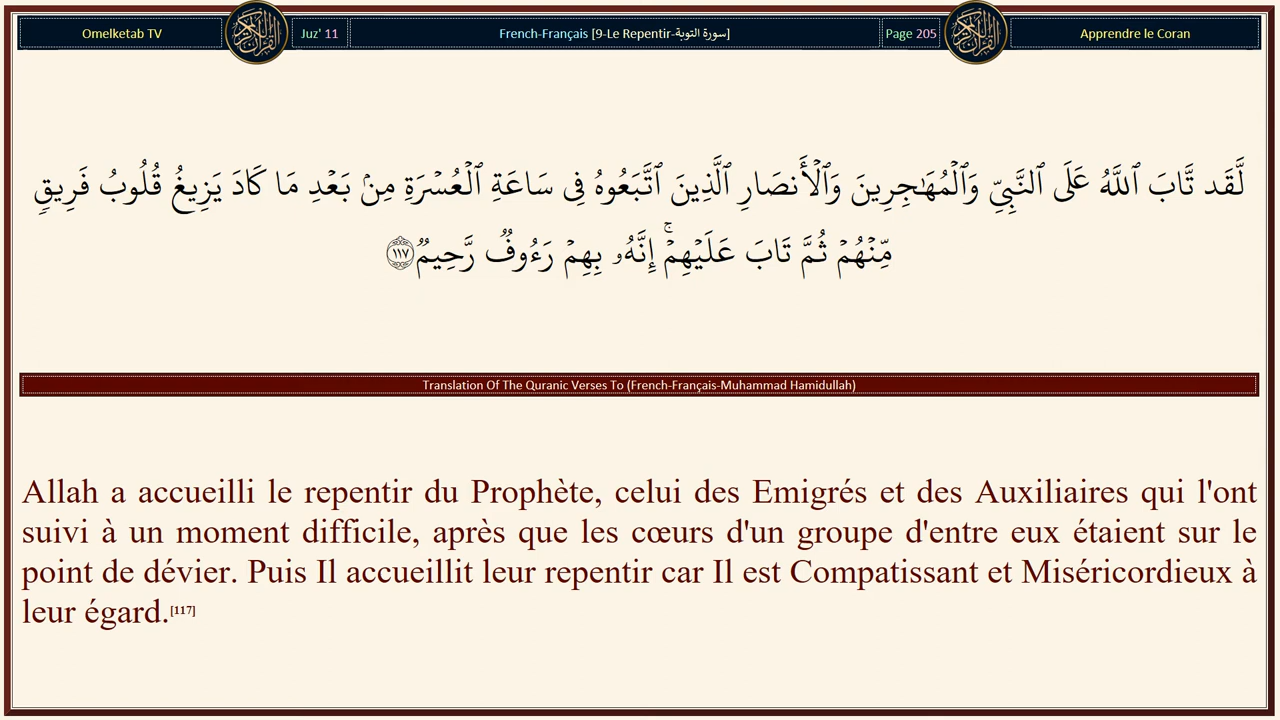 Omelketab TV
Juz' 11
French-Français [9-Le Repentir-سورة التوبة]
Page 205
Apprendre le Coran
لَّقَد تَّابَ ٱللَّهُ عَلَى ٱلنَّبِيِّ وَٱلۡمُهَٰجِرِينَ وَٱلۡأَنصَارِ ٱلَّذِينَ ٱتَّبَعُوهُ فِي سَاعَةِ ٱلۡعُسۡرَةِ مِنۢ بَعۡدِ مَا كَادَ يَزِيغُ قُلُوبُ فَرِيقٖ
مِّنۡهُمۡ ثُمَّ تَابَ عَلَيۡهِمۡۚ إِنَّهُۥ بِهِمۡ رَءُوفٞ رَّحِيمٞ ١١٧
Translation Of The Quranic Verses To (French-Français-Muhammad Hamidullah)
Allah a accueilli le repentir du Prophète, celui des Emigrés et des Auxiliaires qui l'ont
suivi à un moment difficile, après que les cœurs d'un groupe d'entre eux étaient sur le
point de dévier. Puis Il accueillit leur repentir car Il est Compatissant et Miséricordieux à
leur égard.[117]